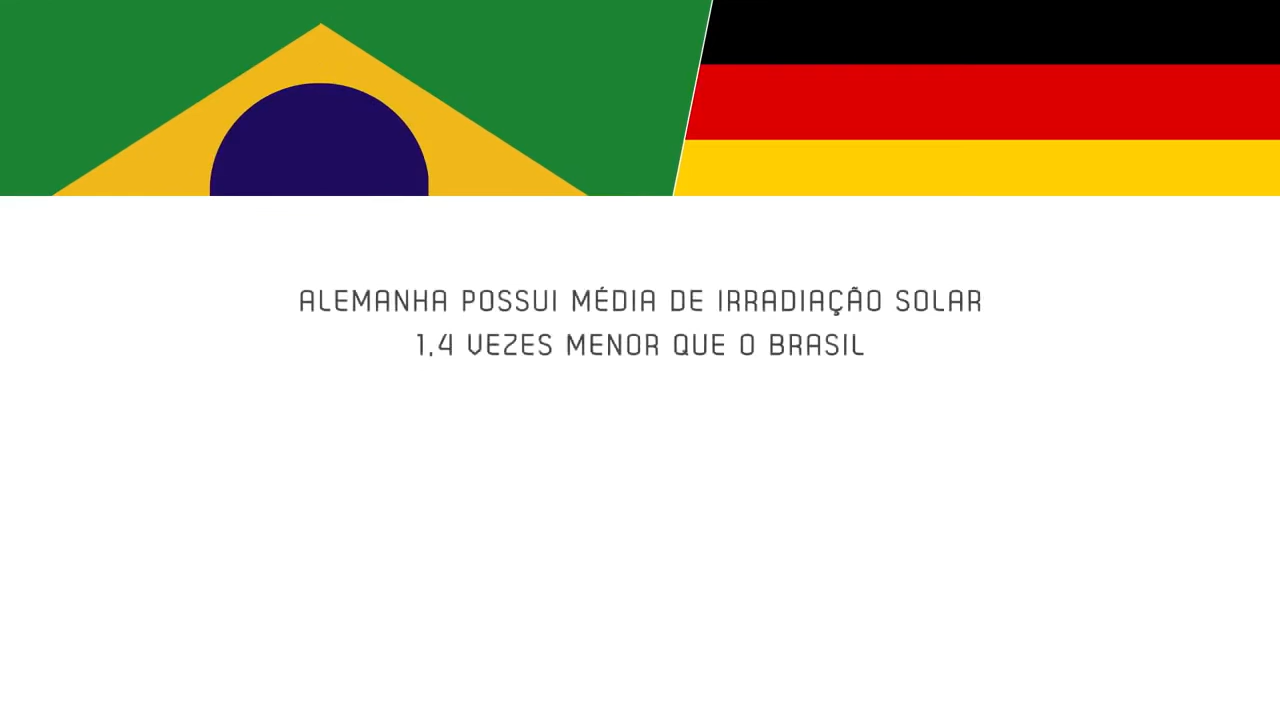 ALEMANHA POSSUI MÉDIA DE IRRADIAÇÃO SOLAR
1,4 VEZES MENOR QUE O BRASIL